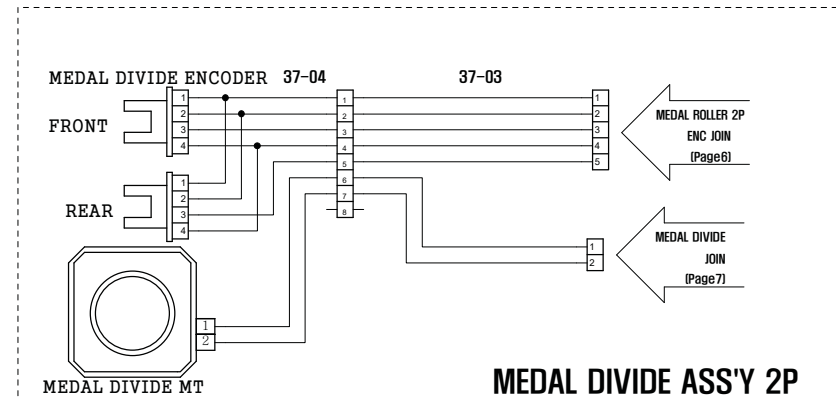 MEDAL DIVIDE ENCODER 37-04 37-03
FRONT
1
2
3
4
REAR
1
2
3
4
1
2
3
4
5
6
7
8
1
2
3
4
5
MEDAL ROLLER 2P
ENC JOIN
(Page6)
1
2
MEDAL DIVIDE
JOIN
(Page7)
1
2
MEDAL DIVIDE MT
MEDAL DIVIDE ASS'Y 2P